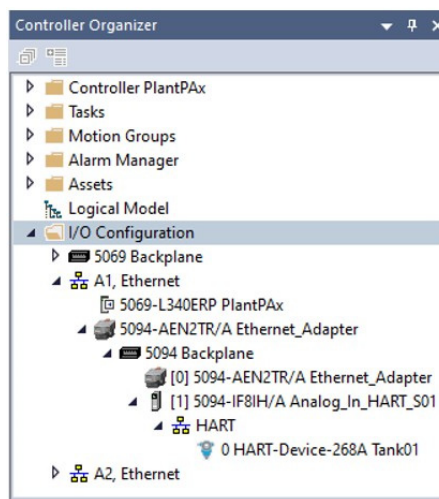 Controller Organizer
Controller PlantPAx
Tasks
Motion Groups
Alarm Manager
Assets
Logical Model
I/O Configuration
5069 Backplane
A1, Ethernet
5069-L340ERP PlantPAx
5094-AEN2TR/A Ethernet_Adapter
5094 Backplane
[0] 5094-AEN2TR/A Ethernet_Adapter
[1] 5094-IF8IH/A Analog_In_HART_S01
HART
0 HART-Device-268A Tank01
A2, Ethernet